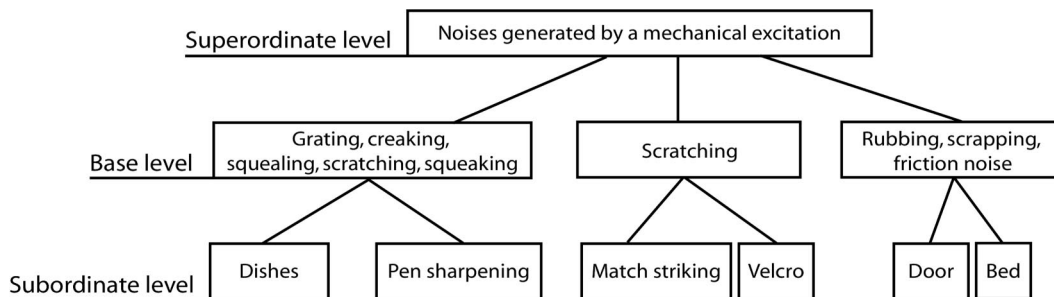 Superordinate level
Noises generated by a mechanical excitation
Base level
Grating, creaking,
squealing, scratching, squeaking
Scratching
Rubbing, scrapping,
friction noise
Subordinate level
Dishes
Pen sharpening
Match striking
Velcro
Door
Bed